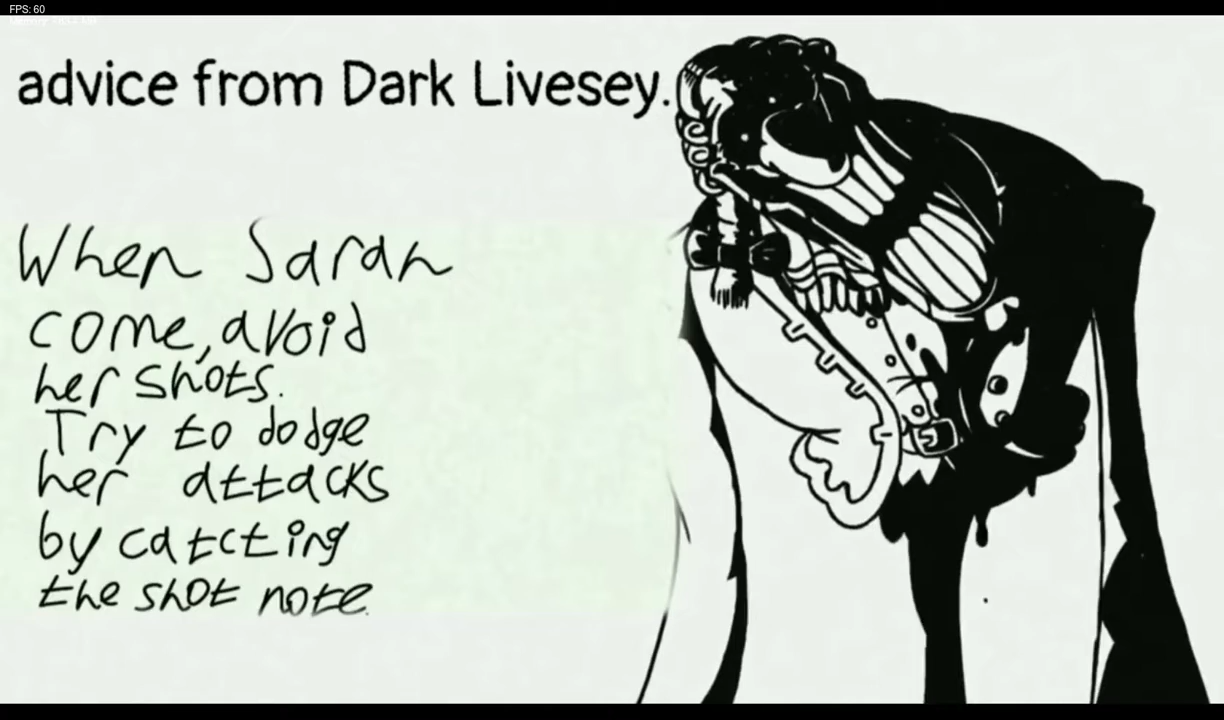 FPS: 60
advice from Dark Livesey.
When Sarah
come, avoid
her shots.
Try to dodge
her attacks
by catcting
the shot note.